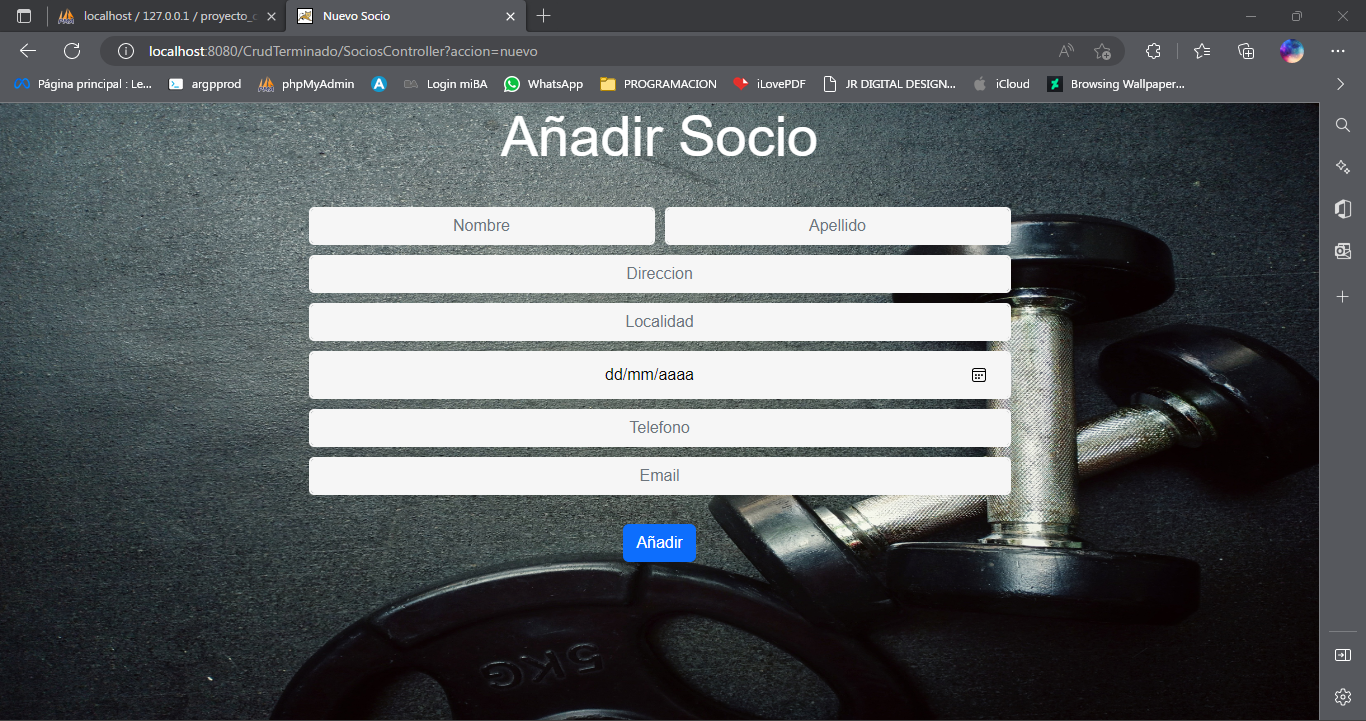 localhost / 127.0.0.1 / proyecto_c
Nuevo Socio
localhost:8080/CrudTerminado/SociosController?accion=nuevo
Página principal : Le... argpprod phpMyAdmin Login miBA WhatsApp PROGRAMACION iLovePDF JR DIGITAL DESIGN... iCloud Browsing Wallpaper...
Añadir Socio
Nombre Apellido
Direccion
Localidad
dd/mm/aaaa
Telefono
Email
Añadir
5KG